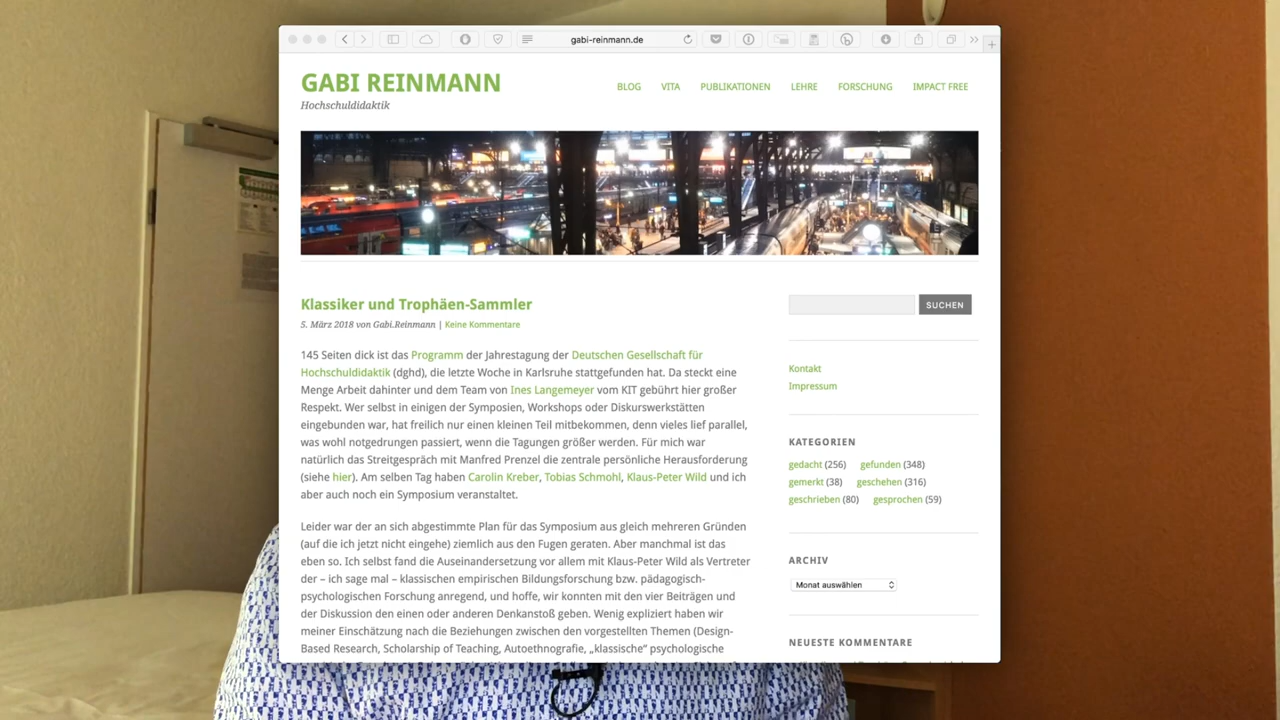 gabi-reinmann.de
GABI REINMANN
Hochschuldidaktik
BLOG VITA PUBLIKATIONEN LEHRE FORSCHUNG IMPACT FREE
Klassiker und Trophäen-Sammler
5. März 2018 von Gabi.Reinmann | Keine Kommentare
145 Seiten dick ist das Programm der Jahrestagung der Deutschen Gesellschaft für
Hochschuldidaktik (dghd), die letzte Woche in Karlsruhe stattgefunden hat. Da steckt eine
Menge Arbeit dahinter und dem Team von Ines Langemeyer vom KIT gebührt hier großer
Respekt. Wer selbst in einigen der Symposien, Workshops oder Diskurswerkstätten
eingebunden war, hat freilich nur einen kleinen Teil mitbekommen, denn vieles lief parallel,
was wohl notgedrungen passiert, wenn die Tagungen größer werden. Für mich war
natürlich das Streitgespräch mit Manfred Prenzel die zentrale persönliche Herausforderung
(siehe hier). Am selben Tag haben Carolin Kreber, Tobias Schmohl, Klaus-Peter Wild und ich
aber auch noch ein Symposium veranstaltet.
Leider war der an sich abgestimmte Plan für das Symposium aus gleich mehreren Gründen
(auf die ich jetzt nicht eingehe) ziemlich aus den Fugen geraten. Aber manchmal ist das
eben so. Ich selbst fand die Auseinandersetzung vor allem mit Klaus-Peter Wild als Vertreter
der – ich sage mal – klassischen empirischen Bildungsforschung bzw. pädagogisch-
psychologischen Forschung anregend, und hoffe, wir konnten mit den vier Beiträgen und
der Diskussion den einen oder anderen Denkanstoß geben. Wenig expliziert haben wir
meiner Einschätzung nach die Beziehungen zwischen den vorgestellten Themen (Design-
Based Research, Scholarship of Teaching, Autoethnografie, „klassische“ psychologische
SUCHEN
Kontakt
Impressum
KATEGORIEN
gedacht (256) gefunden (348)
gemerkt (38) geschehen (316)
geschrieben (80) gesprochen (59)
ARCHIV
Monat auswählen
NEUESTE KOMMENTARE